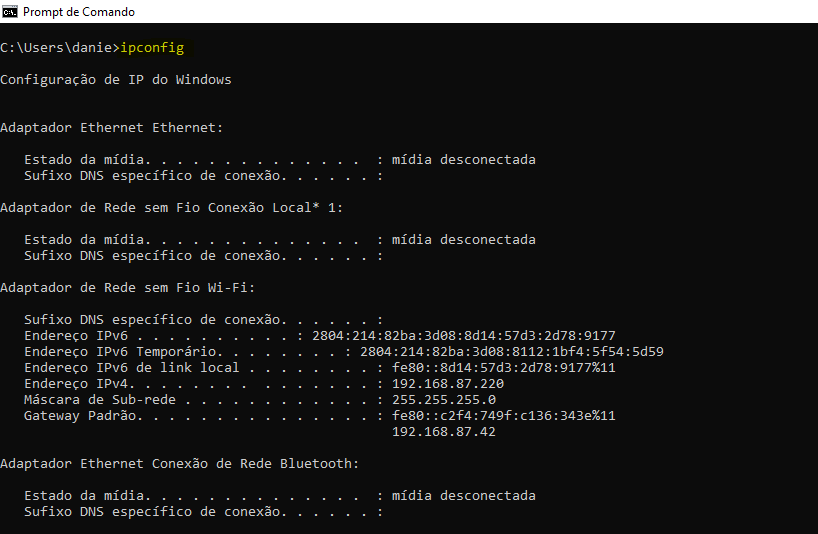 Prompt de Comando
C:\Users\danie>ipconfig
Configuração de IP do Windows
Adaptador Ethernet Ethernet:
Estado da mídia. . . . . . . . . . . . . . : mídia desconectada
Sufixo DNS específico de conexão. . . . . . :
Adaptador de Rede sem Fio Conexão Local* 1:
Estado da mídia. . . . . . . . . . . . . . : mídia desconectada
Sufixo DNS específico de conexão. . . . . . :
Adaptador de Rede sem Fio Wi-Fi:
Sufixo DNS específico de conexão. . . . . . :
Endereço IPv6 . . . . . . . . . . : 2804:214:82ba:3d08:8d14:57d3:2d78:9177
Endereço IPv6 Temporário. . . . . . . . : 2804:214:82ba:3d08:8112:1bf4:5f54:5d59
Endereço IPv6 de link local . . . . . . . . : fe80::8d14:57d3:2d78:9177%11
Endereço IPv4. . . . . . . . . . . . . . . : 192.168.87.220
Máscara de Sub-rede . . . . . . . . . . . . : 255.255.255.0
Gateway Padrão. . . . . . . . . . . . . . . : fe80::c2f4:749f:c136:343e%11
192.168.87.42
Adaptador Ethernet Conexão de Rede Bluetooth:
Estado da mídia. . . . . . . . . . . . . . : mídia desconectada
Sufixo DNS específico de conexão. . . . . . :